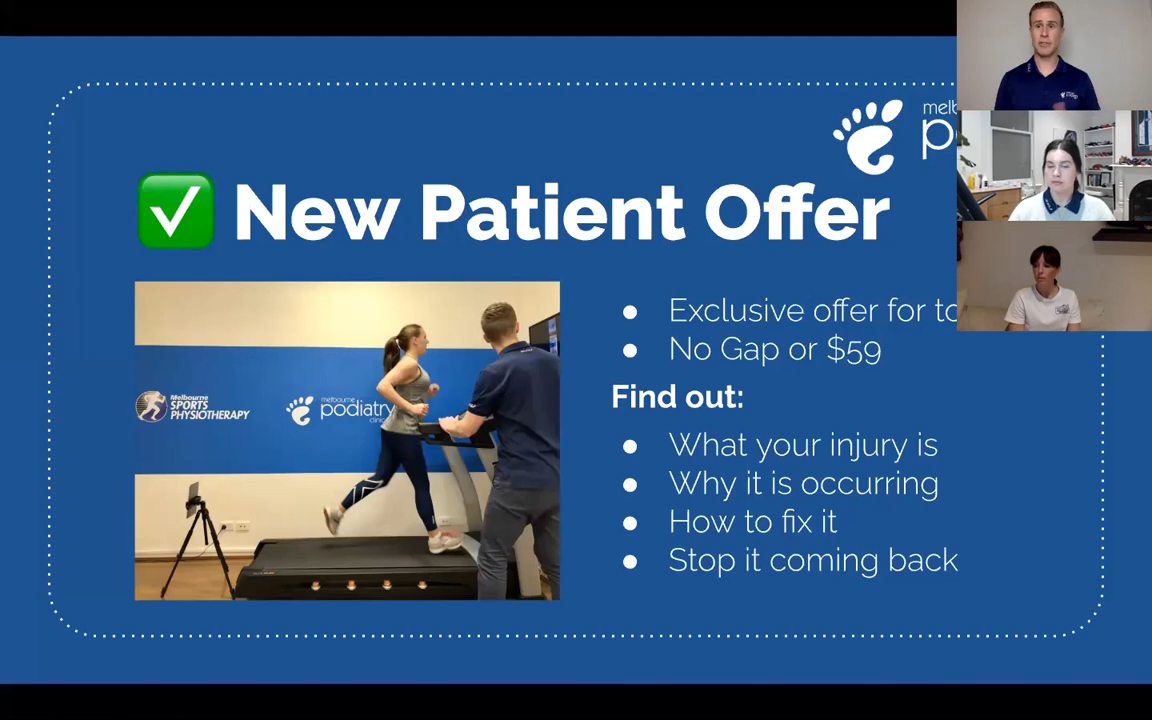 New Patient Offer
Exclusive offer for
No Gap or $59
Find out:
What your injury is
Why it is occurring
How to fix it
Stop it coming back
Melbourne
SPORTS
PHYSIOTHERAPY
melbourne
podiatry
clinic